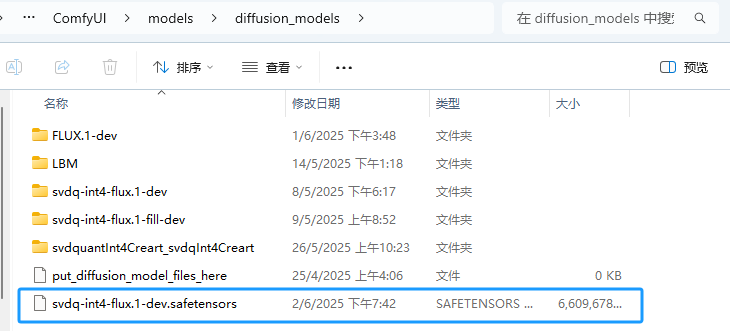 ComfyUI > models > diffusion_models > 在 diffusion_models 中搜
排序 查看 预览
名称 修改日期 类型 大小
FLUX.1-dev 1/6/2025 下午3:48 文件夹
LBM 14/5/2025 下午1:18 文件夹
svdq-int4-flux.1-dev 8/5/2025 下午6:17 文件夹
svdq-int4-flux.1-fill-dev 9/5/2025 上午8:52 文件夹
svdquantInt4Creart_svdqInt4Creart 26/5/2025 上午10:23 文件夹
put_diffusion_model_files_here 25/4/2025 上午4:06 文件 0 KB
svdq-int4-flux.1-dev.safetensors 2/6/2025 下午7:42 SAFETENSORS ... 6,609,678...